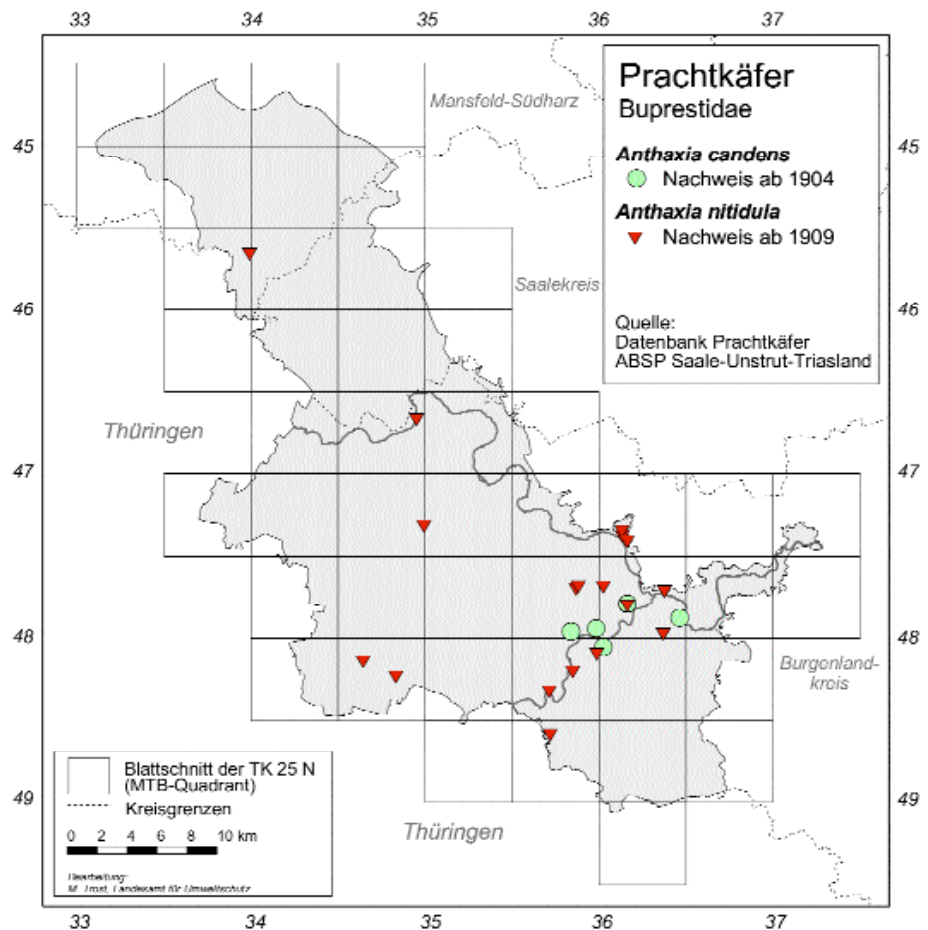 33 34 35 36 37
Prachtkäfer
Buprestidae
Anthaxia candens
Nachweis ab 1904
Anthaxia nitidula
Nachweis ab 1909
Quelle:
Datenbank Prachtkäfer
ABSP Saale-Unstrut-Triasland
Mansfeld-Südharz
45 45
Saalekreis
46 46
Thüringen
47 47
48 48
Burgenland-
kreis
Blattschnitt der TK 25 N
(MTB-Quadrant)
Kreisgrenzen
0 2 4 6 8 10 km
Bearbeitung:
M. Trost, Landesamt für Umweltschutz
49 49
Thüringen
33 34 35 36 37